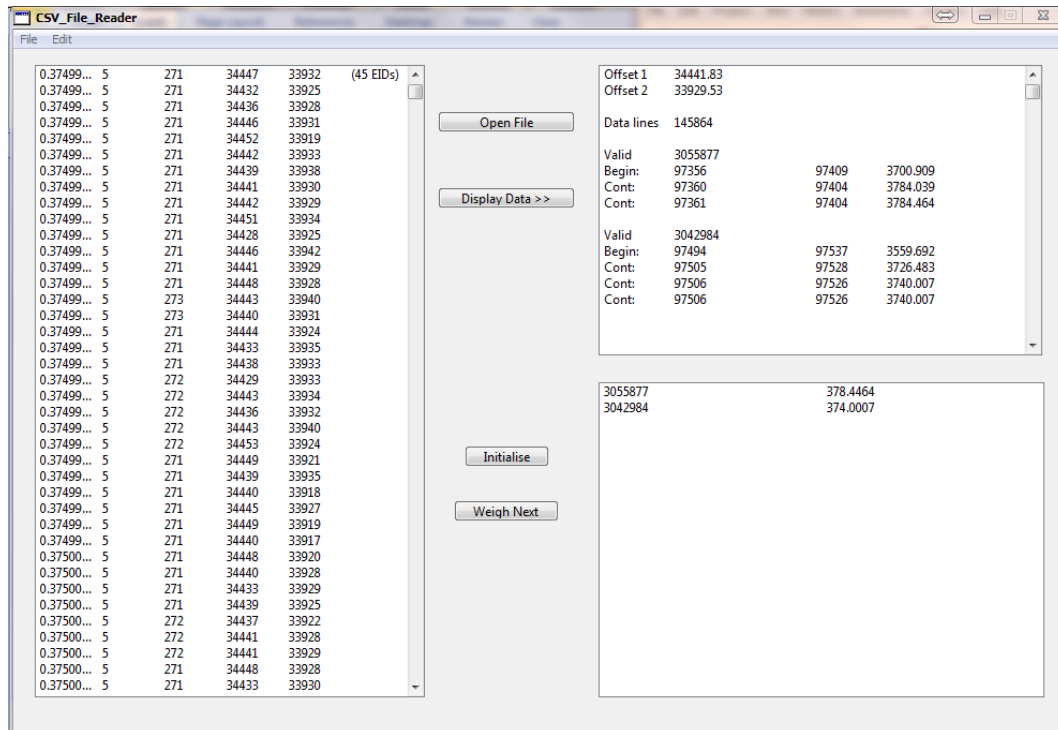 CSV_File_Reader
File Edit
0.37499... 5 271 34447 33932 (45 EIDs)
0.37499... 5 271 34432 33925
0.37499... 5 271 34436 33928
0.37499... 5 271 34446 33931
0.37499... 5 271 34452 33919
0.37499... 5 271 34442 33933
0.37499... 5 271 34439 33938
0.37499... 5 271 34441 33930
0.37499... 5 271 34442 33929
0.37499... 5 271 34451 33934
0.37499... 5 271 34428 33925
0.37499... 5 271 34446 33942
0.37499... 5 271 34441 33929
0.37499... 5 271 34448 33928
0.37499... 5 273 34443 33940
0.37499... 5 273 34440 33931
0.37499... 5 271 34444 33924
0.37499... 5 271 34433 33935
0.37499... 5 271 34438 33933
0.37499... 5 272 34429 33933
0.37499... 5 272 34443 33934
0.37499... 5 272 34436 33932
0.37499... 5 272 34443 33940
0.37499... 5 272 34453 33924
0.37499... 5 271 34449 33921
0.37499... 5 271 34439 33935
0.37499... 5 271 34440 33918
0.37499... 5 271 34445 33927
0.37499... 5 271 34449 33919
0.37499... 5 271 34440 33917
0.37500... 5 271 34448 33920
0.37500... 5 271 34440 33928
0.37500... 5 271 34433 33929
0.37500... 5 271 34439 33925
0.37500... 5 272 34437 33922
0.37500... 5 272 34441 33928
0.37500... 5 272 34441 33929
0.37500... 5 271 34448 33928
0.37500... 5 271 34433 33930
Open File
Display Data >>
Initialise
Weigh Next
Offset 1 34441.83
Offset 2 33929.53
Data lines 145864
Valid 3055877
Begin: 97356 97409 3700.909
Cont: 97360 97404 3784.039
Cont: 97361 97404 3784.464
Valid 3042984
Begin: 97494 97537 3559.692
Cont: 97505 97528 3726.483
Cont: 97506 97526 3740.007
Cont: 97506 97526 3740.007
3055877 378.4464
3042984 374.0007